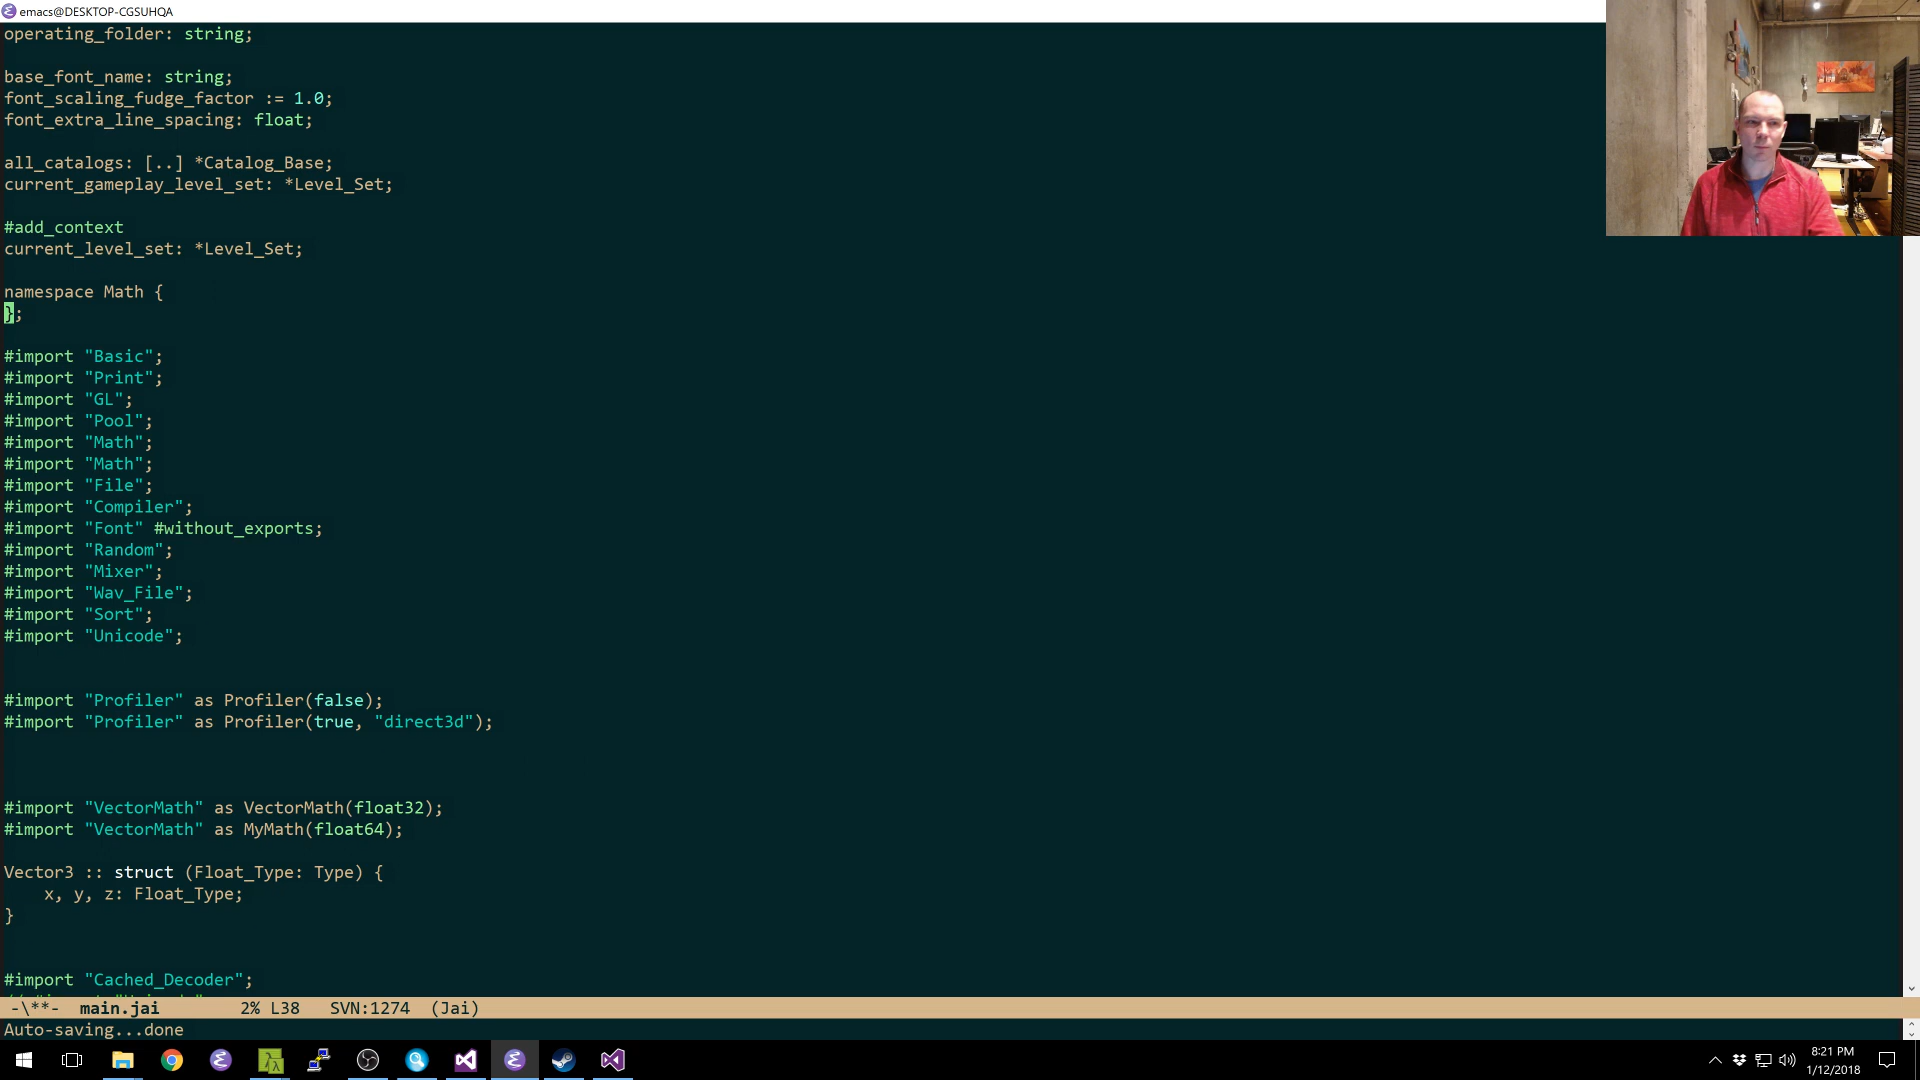 emacs@DESKTOP-CGSUHQA
operating_folder: string;
base_font_name: string;
font_scaling_fudge_factor := 1.0;
font_extra_line_spacing: float;
all_catalogs: [..] *Catalog_Base;
current_gameplay_level_set: *Level_Set;
#add_context
current_level_set: *Level_Set;
namespace Math {
};
#import "Basic";
#import "Print";
#import "GL";
#import "Pool";
#import "Math";
#import "Math";
#import "File";
#import "Compiler";
#import "Font" #without_exports;
#import "Random";
#import "Mixer";
#import "Wav_File";
#import "Sort";
#import "Unicode";
#import "Profiler" as Profiler(false);
#import "Profiler" as Profiler(true, "direct3d");
#import "VectorMath" as VectorMath(float32);
#import "VectorMath" as MyMath(float64);
Vector3 :: struct (Float_Type: Type) {
    x, y, z: Float_Type;
}
#import "Cached_Decoder";
-\**-  main.jai        2% L38   SVN:1274  (Jai)
Auto-saving...done
8:21 PM
1/12/2018